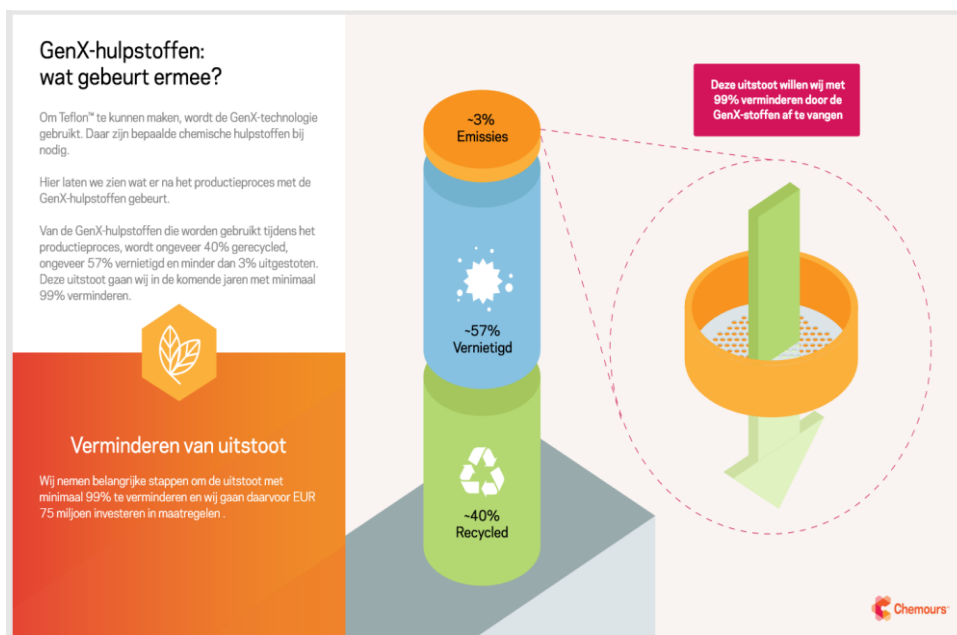 GenX-hulpstoffen:
wat gebeurt ermee?
Om Teflon™ te kunnen maken, wordt de GenX-technologie
gebruikt. Daar zijn bepaalde chemische hulpstoffen bij
nodig.
Hier laten we zien wat er na het productieproces met de
GenX-hulpstoffen gebeurt.
Van de GenX-hulpstoffen die worden gebruikt tijdens het
productieproces, wordt ongeveer 40% gerecycled,
ongeveer 57% vernietigd en minder dan 3% uitgestoten.
Deze uitstoot gaan wij in de komende jaren met minimaal
99% verminderen.
Verminderen van uitstoot
Wij nemen belangrijke stappen om de uitstoot met
minimaal 99% te verminderen en wij gaan daarvoor EUR
75 miljoen investeren in maatregelen .
~3%
Emissies
~57%
Vernietigd
~40%
Recycled
Deze uitstoot willen wij met
99% verminderen door de
GenX-stoffen af te vangen
Chemours™